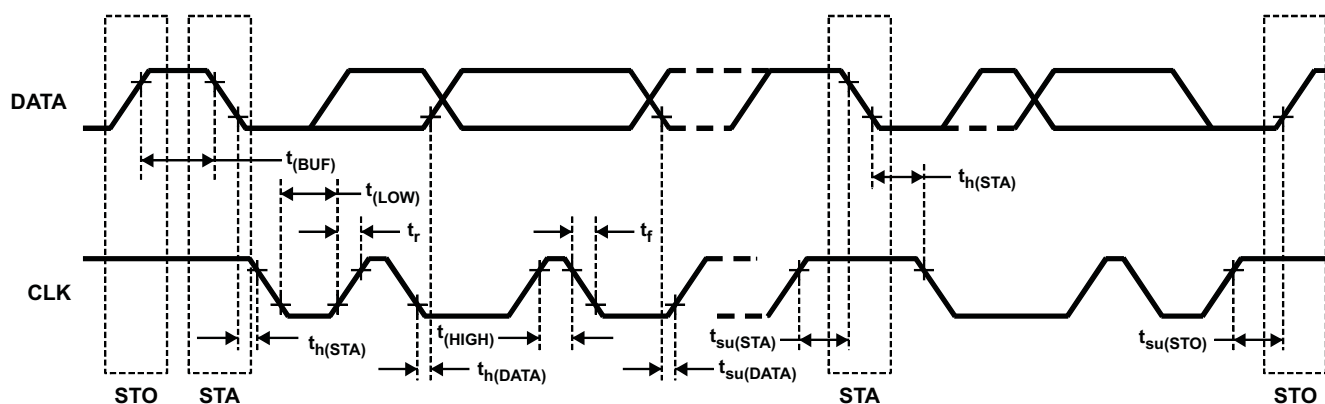 DATA
t(BUF)
t(LOW)
th(STA)
tr
tf
CLK
th(STA)
t(HIGH)
th(DATA)
tsu(STA)
tsu(DATA)
tsu(STO)
STO
STA
STA
STO